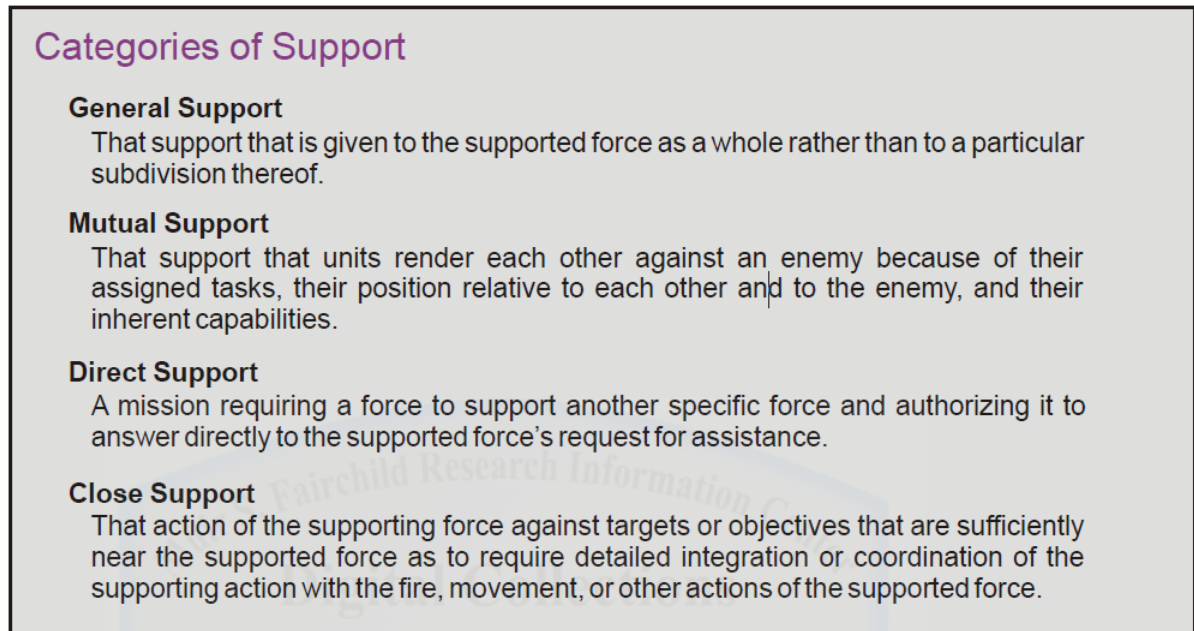 Categories of Support
General Support
That support that is given to the supported force as a whole rather than to a particular
subdivision thereof.
Mutual Support
That support that units render each other against an enemy because of their
assigned tasks, their position relative to each other and to the enemy, and their
inherent capabilities.
Direct Support
A mission requiring a force to support another specific force and authorizing it to
answer directly to the supported force's request for assistance.
Close Support
That action of the supporting force against targets or objectives that are sufficiently
near the supported force as to require detailed integration or coordination of the
supporting action with the fire, movement, or other actions of the supported force.
Fairchild Research Information
Digital Collections